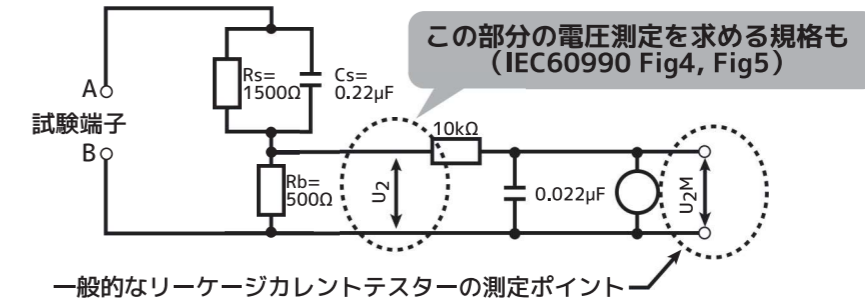 この部分の電圧測定を求める規格も
（IEC60990 Fig4, Fig5）
A
試験端子
B
Rs=
1500Ω
Cs=
0.22μF
10kΩ
Rb=
500Ω
U2
0.022μF
U2M
一般的なリーケージカレントテスターの測定ポイント